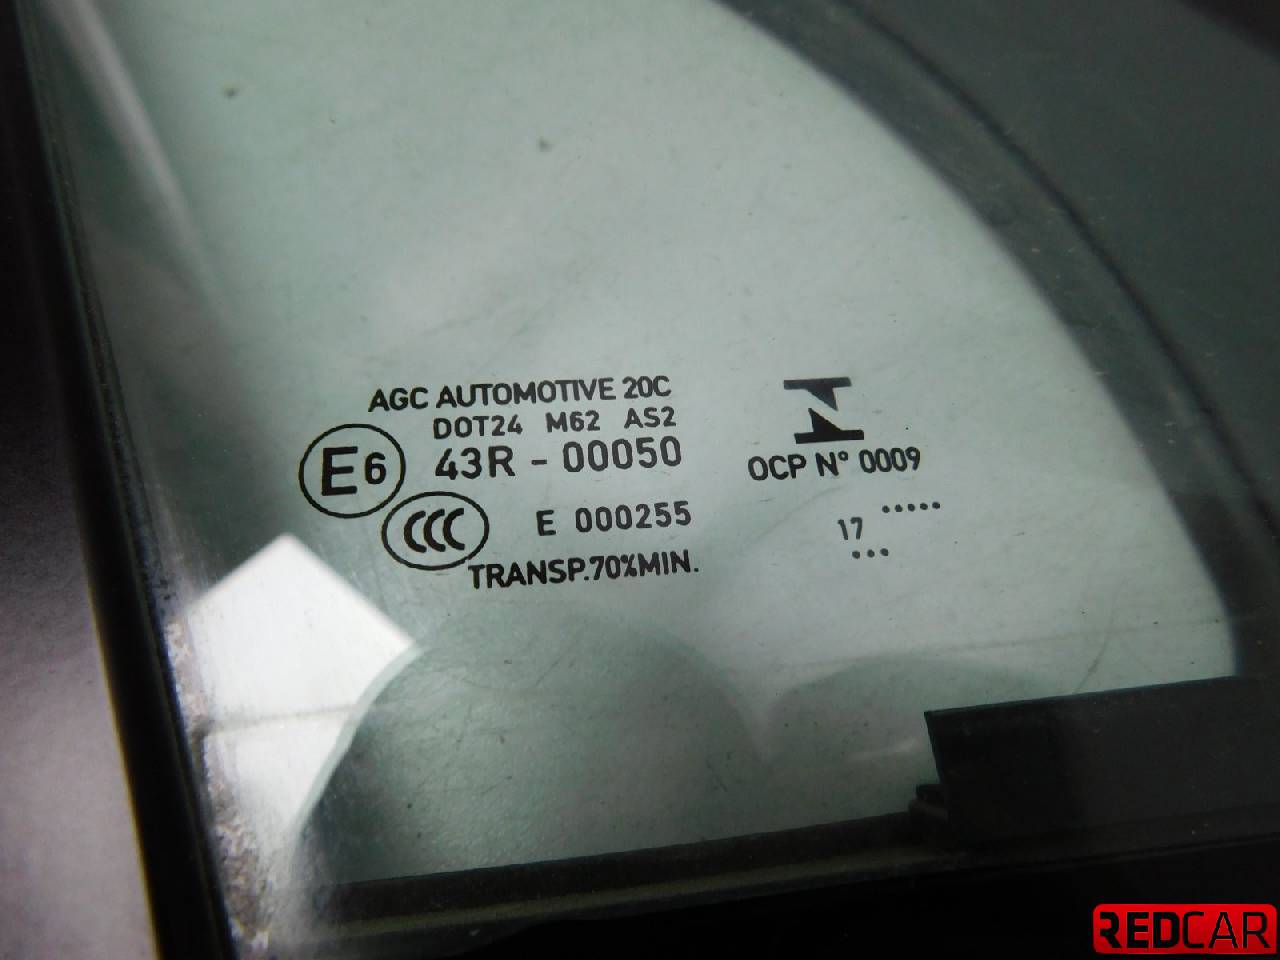 AGC AUTOMOTIVE 20C
DOT24 M62 AS2
E6 43R - 00050
CCC E 000255
TRANSP.70%MIN.
OCP N° 0009
.....
17
...
REDCAR